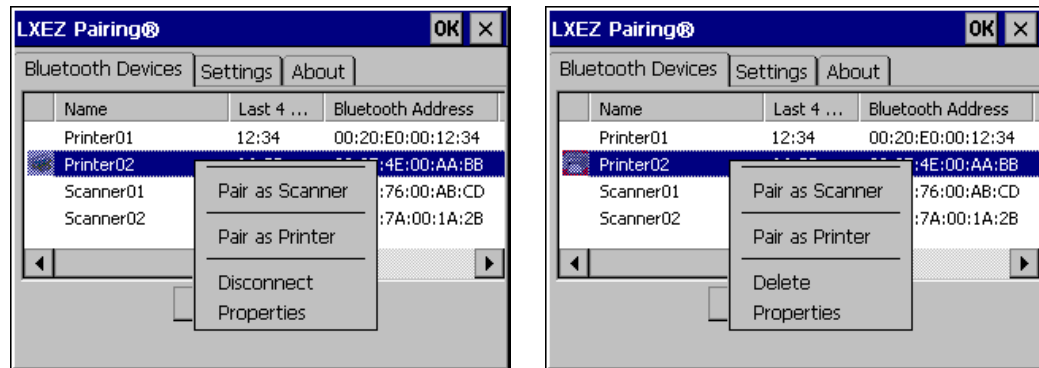 LXEZ Pairing® OK
Bluetooth Devices Settings About
Name Last 4 ... Bluetooth Address
Printer01 12:34 00:20:E0:00:12:34
Printer02 :4E:00:AA:BB
Scanner01 :76:00:AB:CD
Scanner02 :7A:00:1A:2B
Pair as Scanner
Pair as Printer
Disconnect
Properties
LXEZ Pairing® OK
Bluetooth Devices Settings About
Name Last 4 ... Bluetooth Address
Printer01 12:34 00:20:E0:00:12:34
Printer02 :4E:00:AA:BB
Scanner01 :76:00:AB:CD
Scanner02 :7A:00:1A:2B
Pair as Scanner
Pair as Printer
Delete
Properties